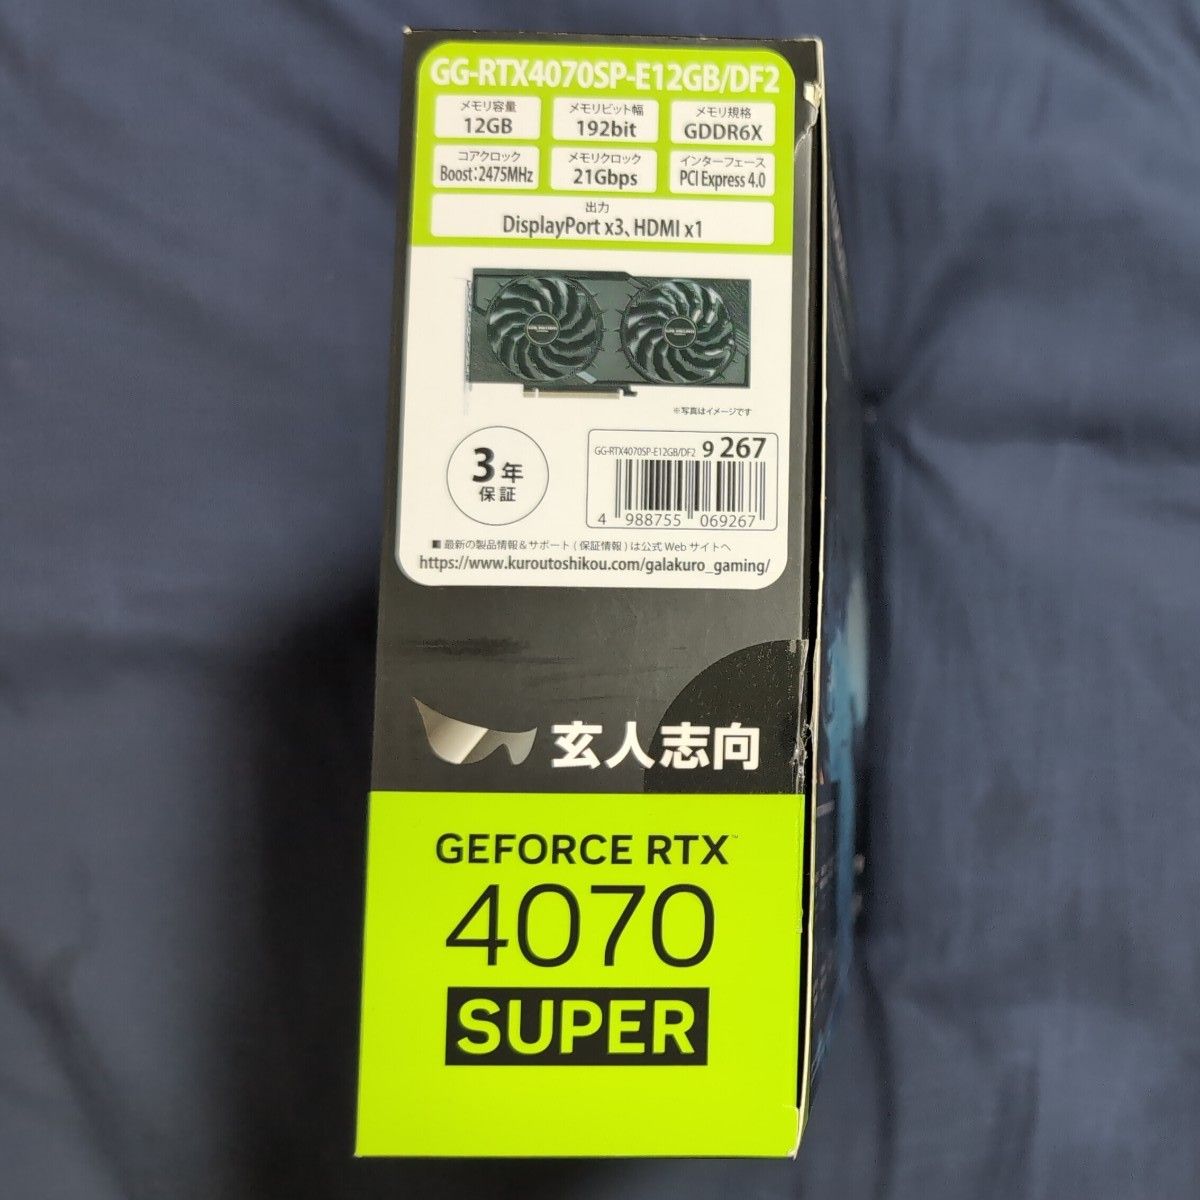 GG-RTX4070SP-E12GB/DF2
メモリ容量 メモリビット幅 メモリ規格
12GB 192bit GDDR6X
コアクロック メモリクロック インターフェース
Boost:2475MHz 21Gbps PCI Express 4.0
出力
DisplayPort x3、HDMI x1
※写真はイメージです
3年
保証
GG-RTX4070SP-E12GB/DF2 9 267
4 988755 069267
■ 最新の製品情報&サポート(保証情報)は公式Webサイトへ
https://www.kuroutoshikou.com/galakuro_gaming/
玄人志向
GEFORCE RTX™
4070
SUPER